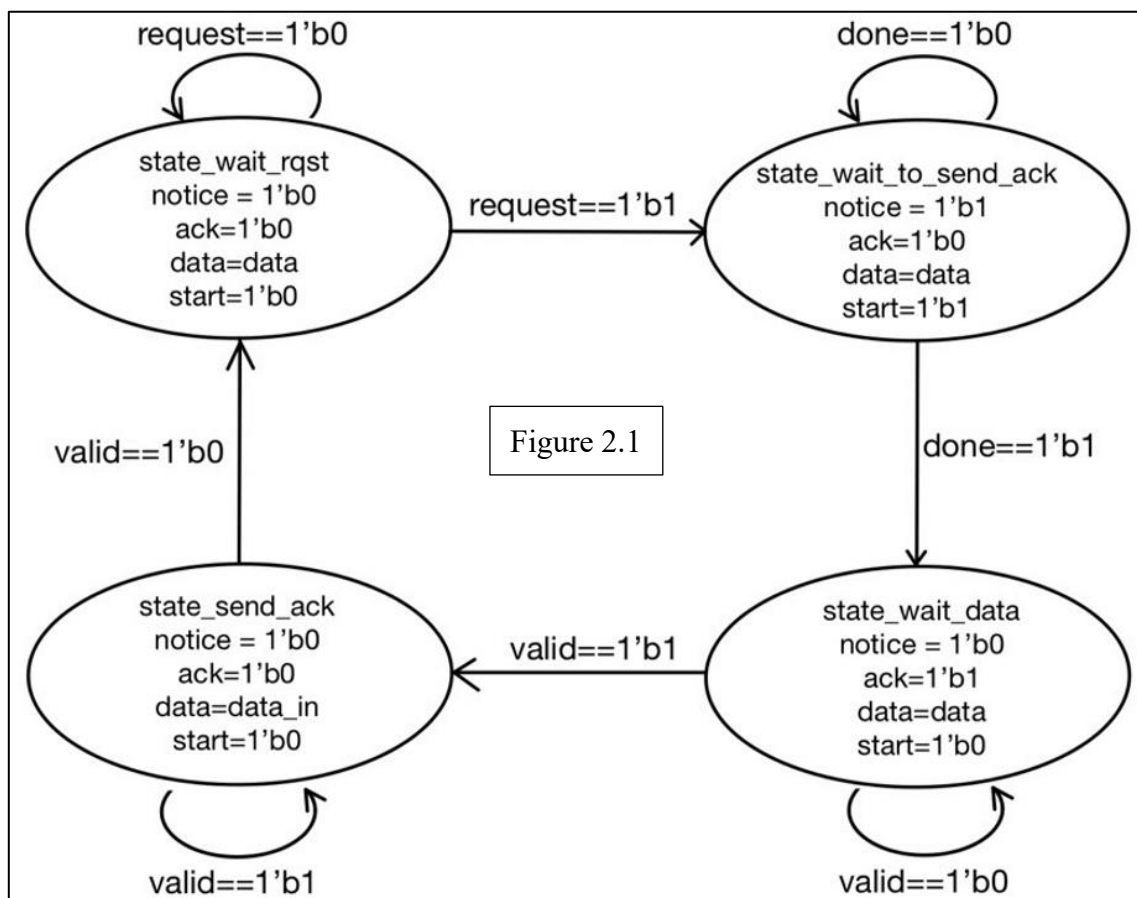 request==1'b0
done==1'b0
state_wait_rqst
notice = 1'b0
ack=1'b0
data=data
start=1'b0
request==1'b1
state_wait_to_send_ack
notice = 1'b1
ack=1'b0
data=data
start=1'b1
valid==1'b0
Figure 2.1
done==1'b1
state_send_ack
notice = 1'b0
ack=1'b0
data=data_in
start=1'b0
valid==1'b1
state_wait_data
notice = 1'b0
ack=1'b1
data=data
start=1'b0
valid==1'b1
valid==1'b0